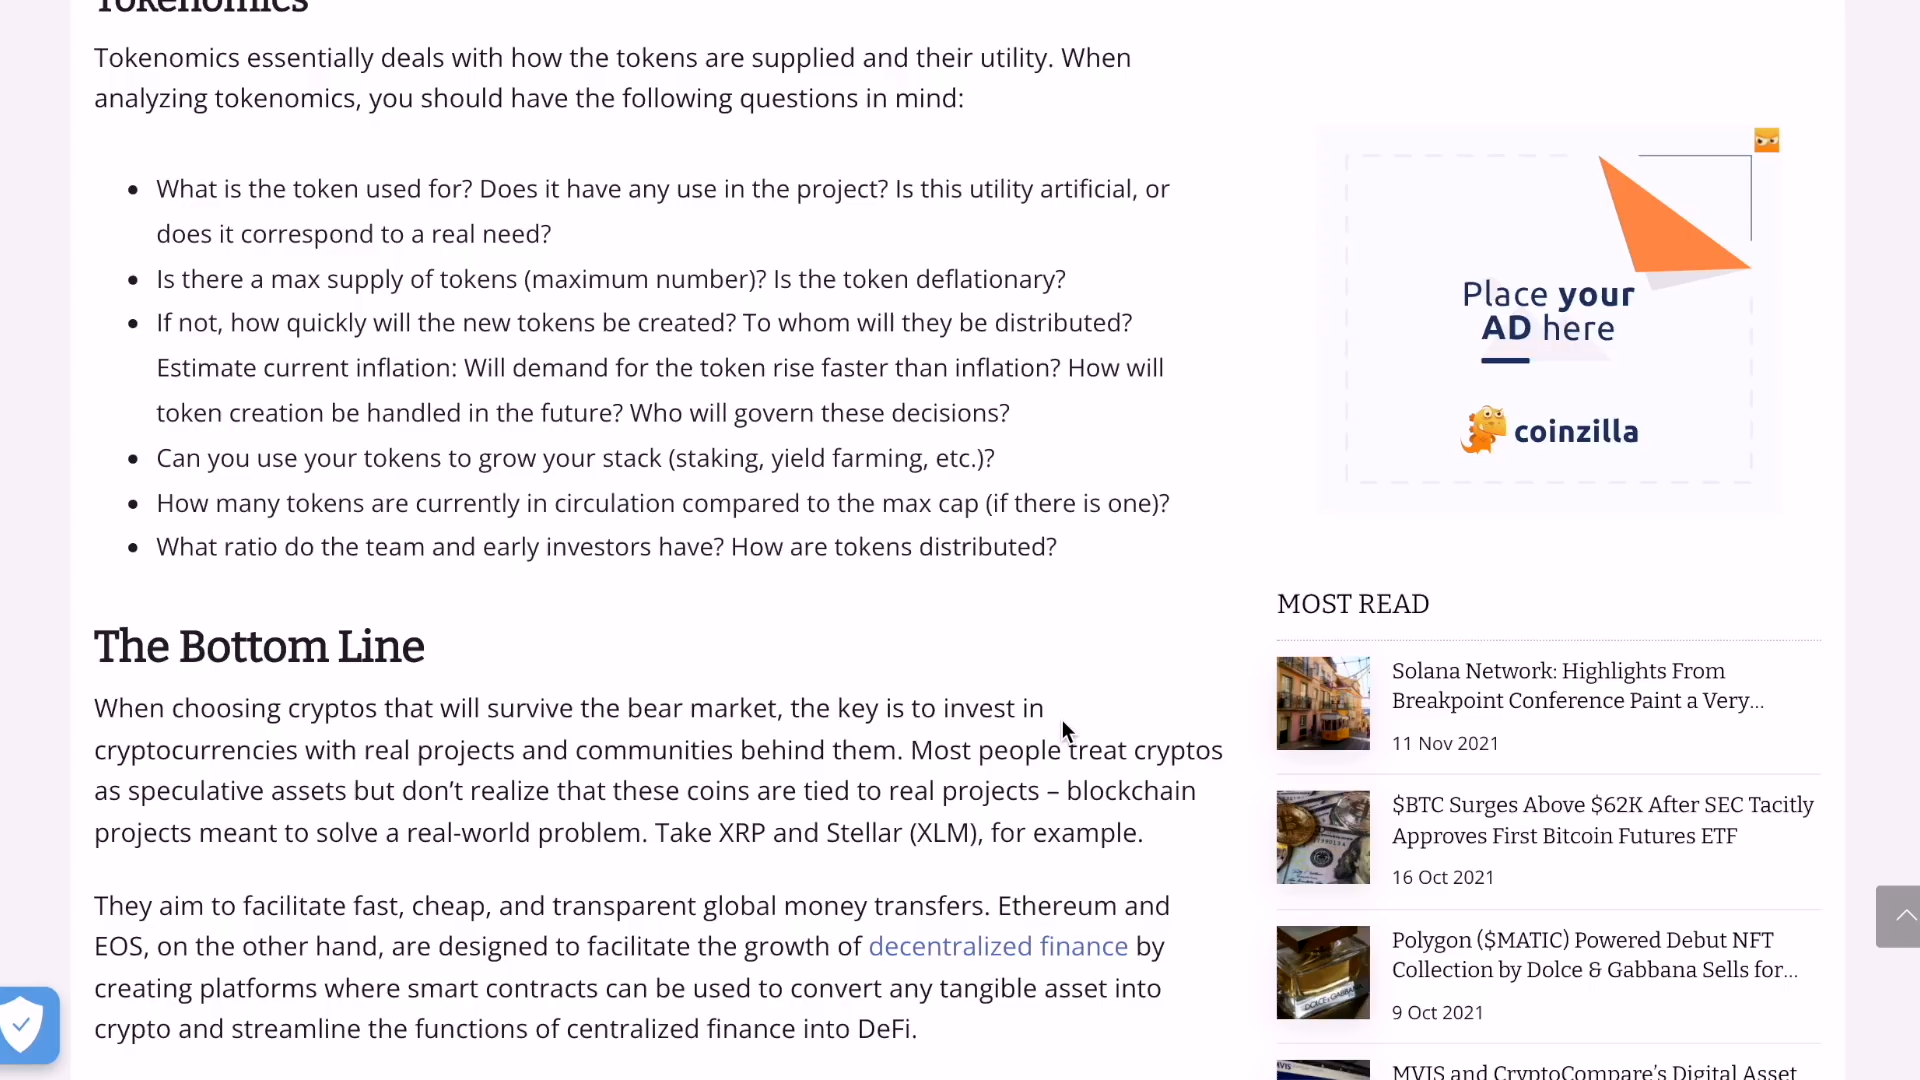 Tokenomics
Tokenomics essentially deals with how the tokens are supplied and their utility. When
analyzing tokenomics, you should have the following questions in mind:
• What is the token used for? Does it have any use in the project? Is this utility artificial, or
does it correspond to a real need?
• Is there a max supply of tokens (maximum number)? Is the token deflationary?
• If not, how quickly will the new tokens be created? To whom will they be distributed?
Estimate current inflation: Will demand for the token rise faster than inflation? How will
token creation be handled in the future? Who will govern these decisions?
• Can you use your tokens to grow your stack (staking, yield farming, etc.)?
• How many tokens are currently in circulation compared to the max cap (if there is one)?
• What ratio do the team and early investors have? How are tokens distributed?
The Bottom Line
When choosing cryptos that will survive the bear market, the key is to invest in
cryptocurrencies with real projects and communities behind them. Most people treat cryptos
as speculative assets but don’t realize that these coins are tied to real projects – blockchain
projects meant to solve a real-world problem. Take XRP and Stellar (XLM), for example.
They aim to facilitate fast, cheap, and transparent global money transfers. Ethereum and
EOS, on the other hand, are designed to facilitate the growth of decentralized finance by
creating platforms where smart contracts can be used to convert any tangible asset into
crypto and streamline the functions of centralized finance into DeFi.
Place your
AD here
coinzilla
MOST READ
Solana Network: Highlights From
Breakpoint Conference Paint a Very...
11 Nov 2021
$BTC Surges Above $62K After SEC Tacitly
Approves First Bitcoin Futures ETF
16 Oct 2021
Polygon ($MATIC) Powered Debut NFT
Collection by Dolce & Gabbana Sells for...
9 Oct 2021
MVIS and CryptoCompare’s Digital Asset